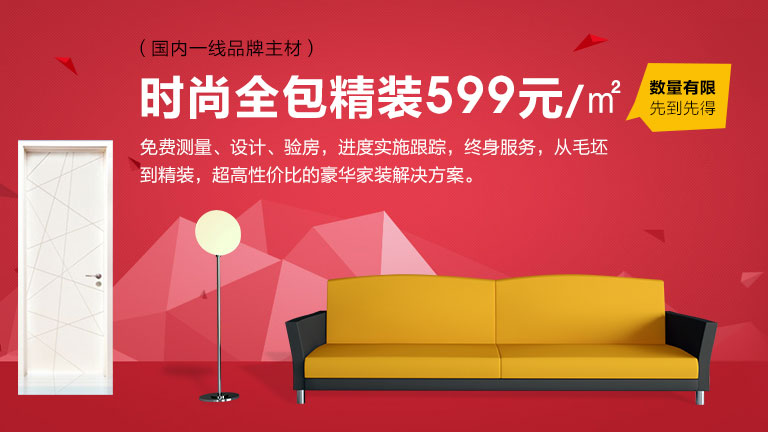 （国内一线品牌主材）
时尚全包精装599元/㎡
数量有限
先到先得
免费测量、设计、验房，进度实施跟踪，终身服务，从毛坯
到精装，超高性价比的豪华家装解决方案。